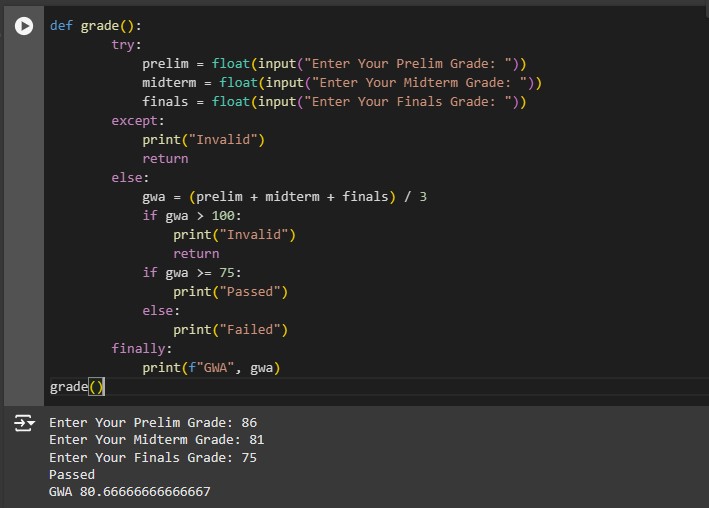 def grade():
        try:
            prelim = float(input("Enter Your Prelim Grade: "))
            midterm = float(input("Enter Your Midterm Grade: "))
            finals = float(input("Enter Your Finals Grade: "))
        except:
            print("Invalid")
            return
        else:
            gwa = (prelim + midterm + finals) / 3
            if gwa > 100:
                print("Invalid")
                return
            if gwa >= 75:
                print("Passed")
            else:
                print("Failed")
        finally:
            print(f"GWA", gwa)
grade()
Enter Your Prelim Grade: 86
Enter Your Midterm Grade: 81
Enter Your Finals Grade: 75
Passed
GWA 80.66666666666667